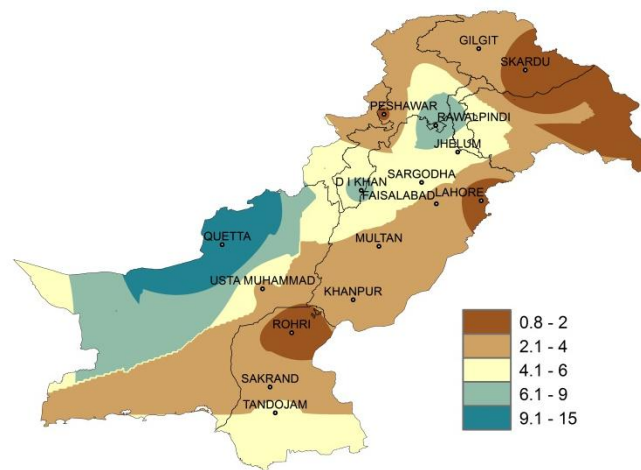 GILGIT
SKARDU
PESHAWAR
RAWALPINDI
JHELUM
SARGODHA
D I KHAN
FAISALABAD
LAHORE
QUETTA
MULTAN
USTA MUHAMMAD
KHANPUR
ROHRI
SAKRAND
TANDOJAM
0.8 - 2
2.1 - 4
4.1 - 6
6.1 - 9
9.1 - 15